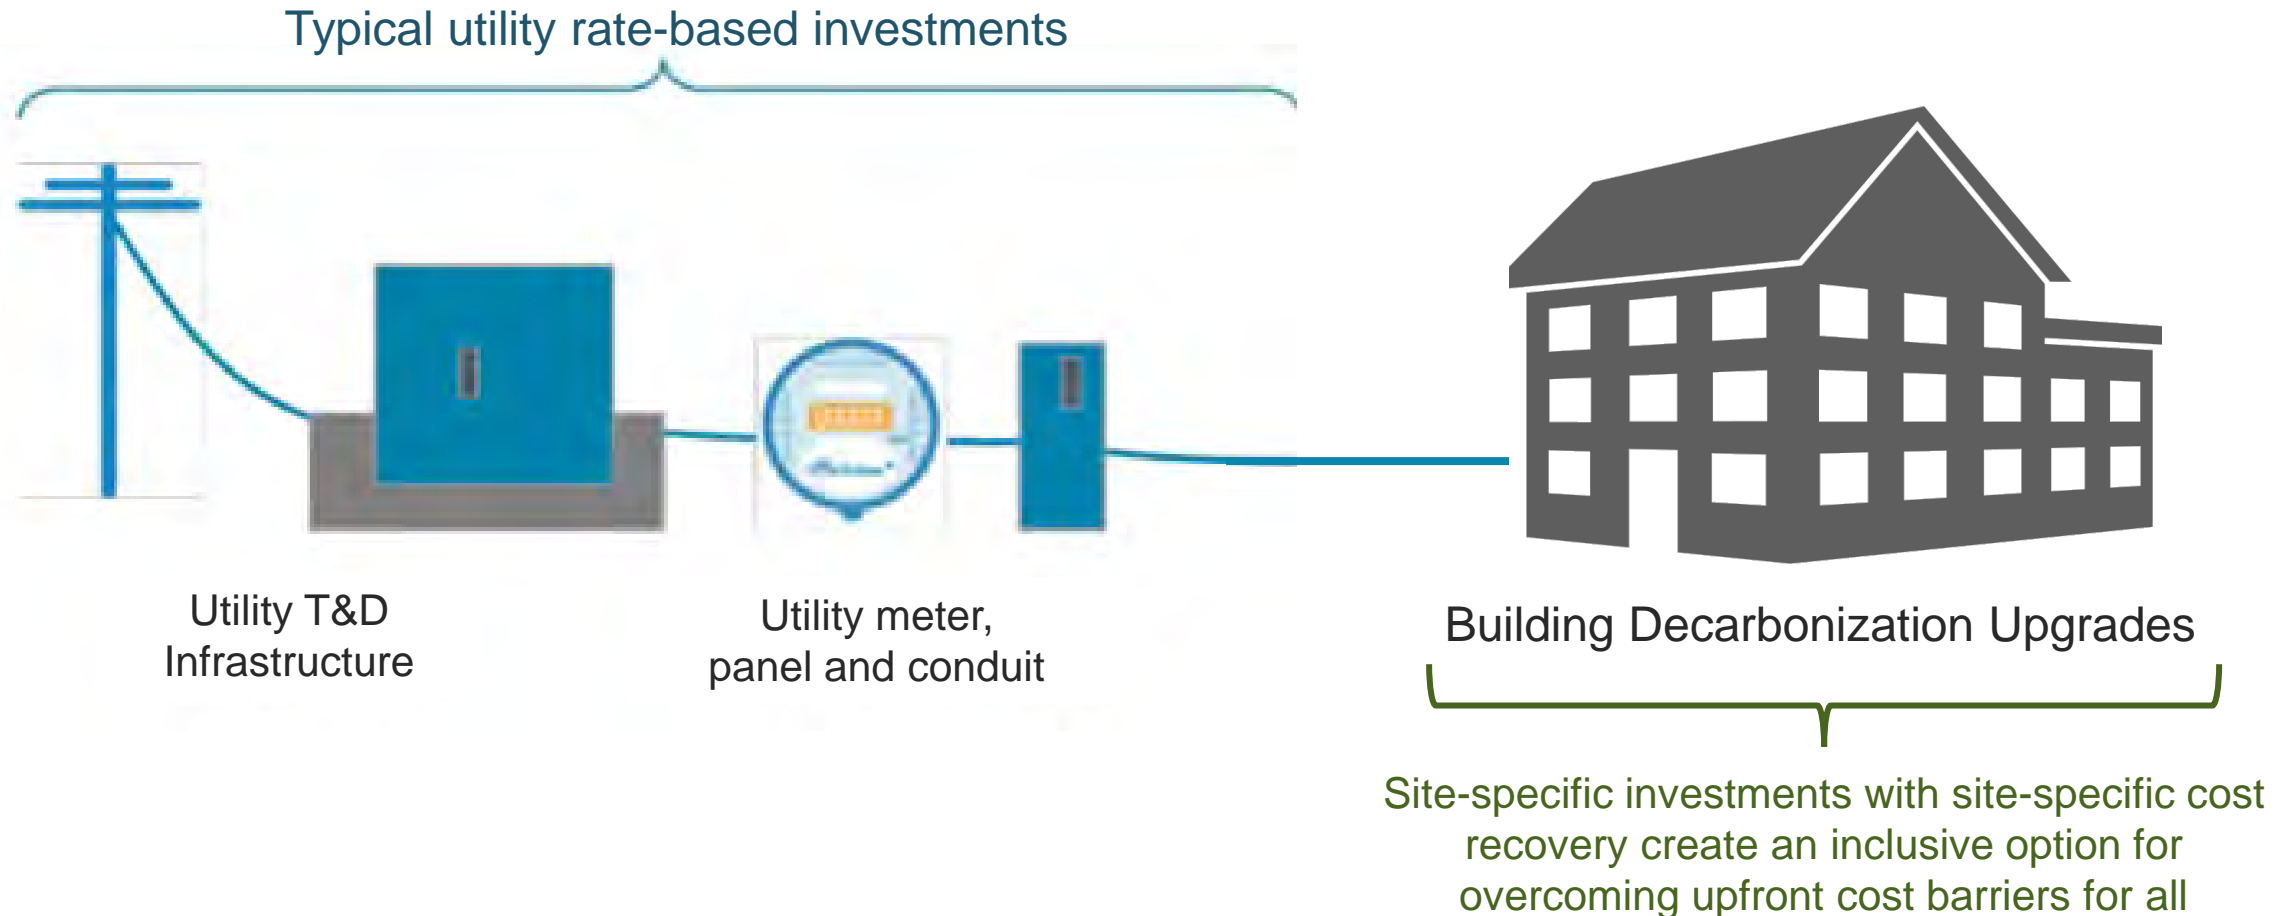 Typical utility rate-based investments
Utility T&D
Infrastructure
Utility meter,
panel and conduit
Building Decarbonization Upgrades
Site-specific investments with site-specific cost
recovery create an inclusive option for
overcoming upfront cost barriers for all